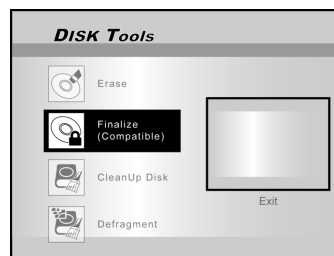 DISK Tools
Erase
Finalize
(Compatible)
CleanUp Disk
Defragment
Exit